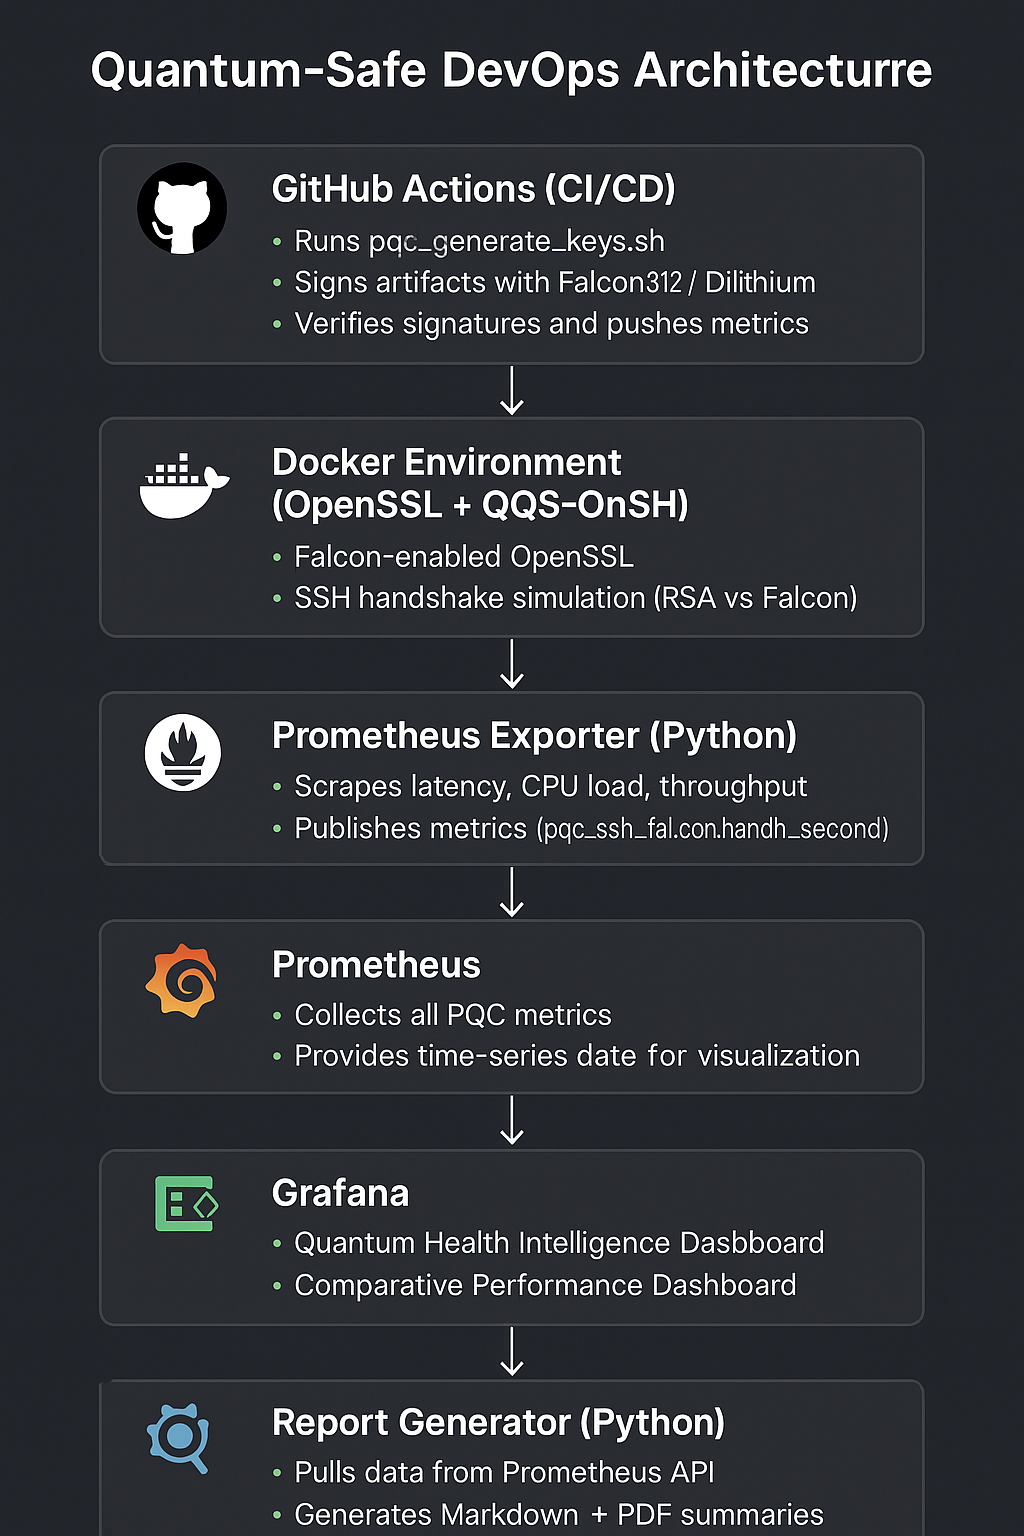 Quantum-Safe DevOps Architecturre
GitHub Actions (CI/CD)
• Runs pqc_generate_keys.sh
• Signs artifacts with Falcon312 / Dilithium
• Verifies signatures and pushes metrics
Docker Environment
(OpenSSL + QQS-OnSH)
• Falcon-enabled OpenSSL
• SSH handshake simulation (RSA vs Falcon)
Prometheus Exporter (Python)
• Scrapes latency, CPU load, throughput
• Publishes metrics (pqc_ssh_fal.con.handh_second)
Prometheus
• Collects all PQC metrics
• Provides time-series date for visualization
Grafana
• Quantum Health Intelligence Dasbboard
• Comparative Performance Dashboard
Report Generator (Python)
• Pulls data from Prometheus API
• Generates Markdown + PDF summaries